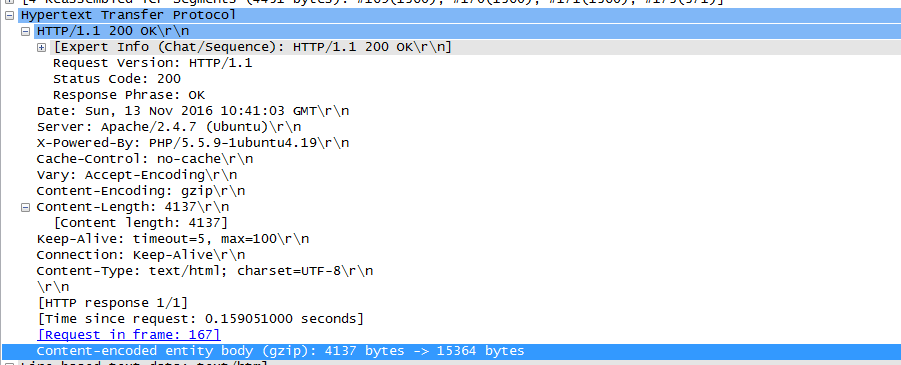 Hypertext Transfer Protocol
HTTP/1.1 200 OK\r\n
[Expert Info (Chat/Sequence): HTTP/1.1 200 OK\r\n]
Request Version: HTTP/1.1
Status Code: 200
Response Phrase: OK
Date: Sun, 13 Nov 2016 10:41:03 GMT\r\n
Server: Apache/2.4.7 (Ubuntu)\r\n
X-Powered-By: PHP/5.5.9-1ubuntu4.19\r\n
Cache-Control: no-cache\r\n
Vary: Accept-Encoding\r\n
Content-Encoding: gzip\r\n
Content-Length: 4137\r\n
[Content length: 4137]
Keep-Alive: timeout=5, max=100\r\n
Connection: Keep-Alive\r\n
Content-Type: text/html; charset=UTF-8\r\n
\r\n
[HTTP response 1/1]
[Time since request: 0.159051000 seconds]
[Request in frame: 167]
Content-encoded entity body (gzip): 4137 bytes -> 15364 bytes